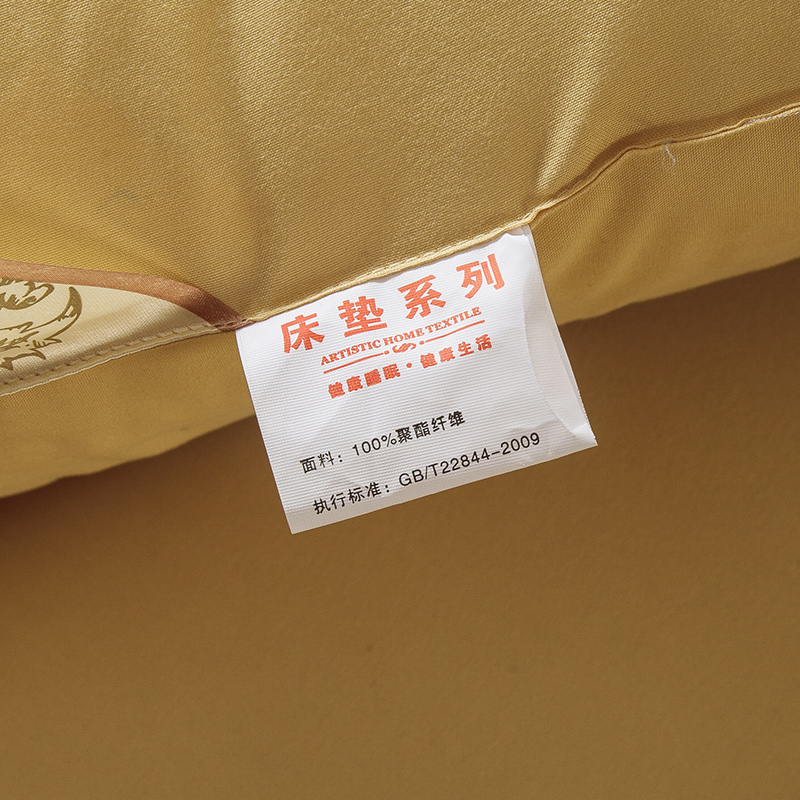 床垫系列
ARTISTIC HOME TEXTILE
健康睡眠·健康生活
面料：100%聚酯纤维
执行标准：GB/T22844-2009